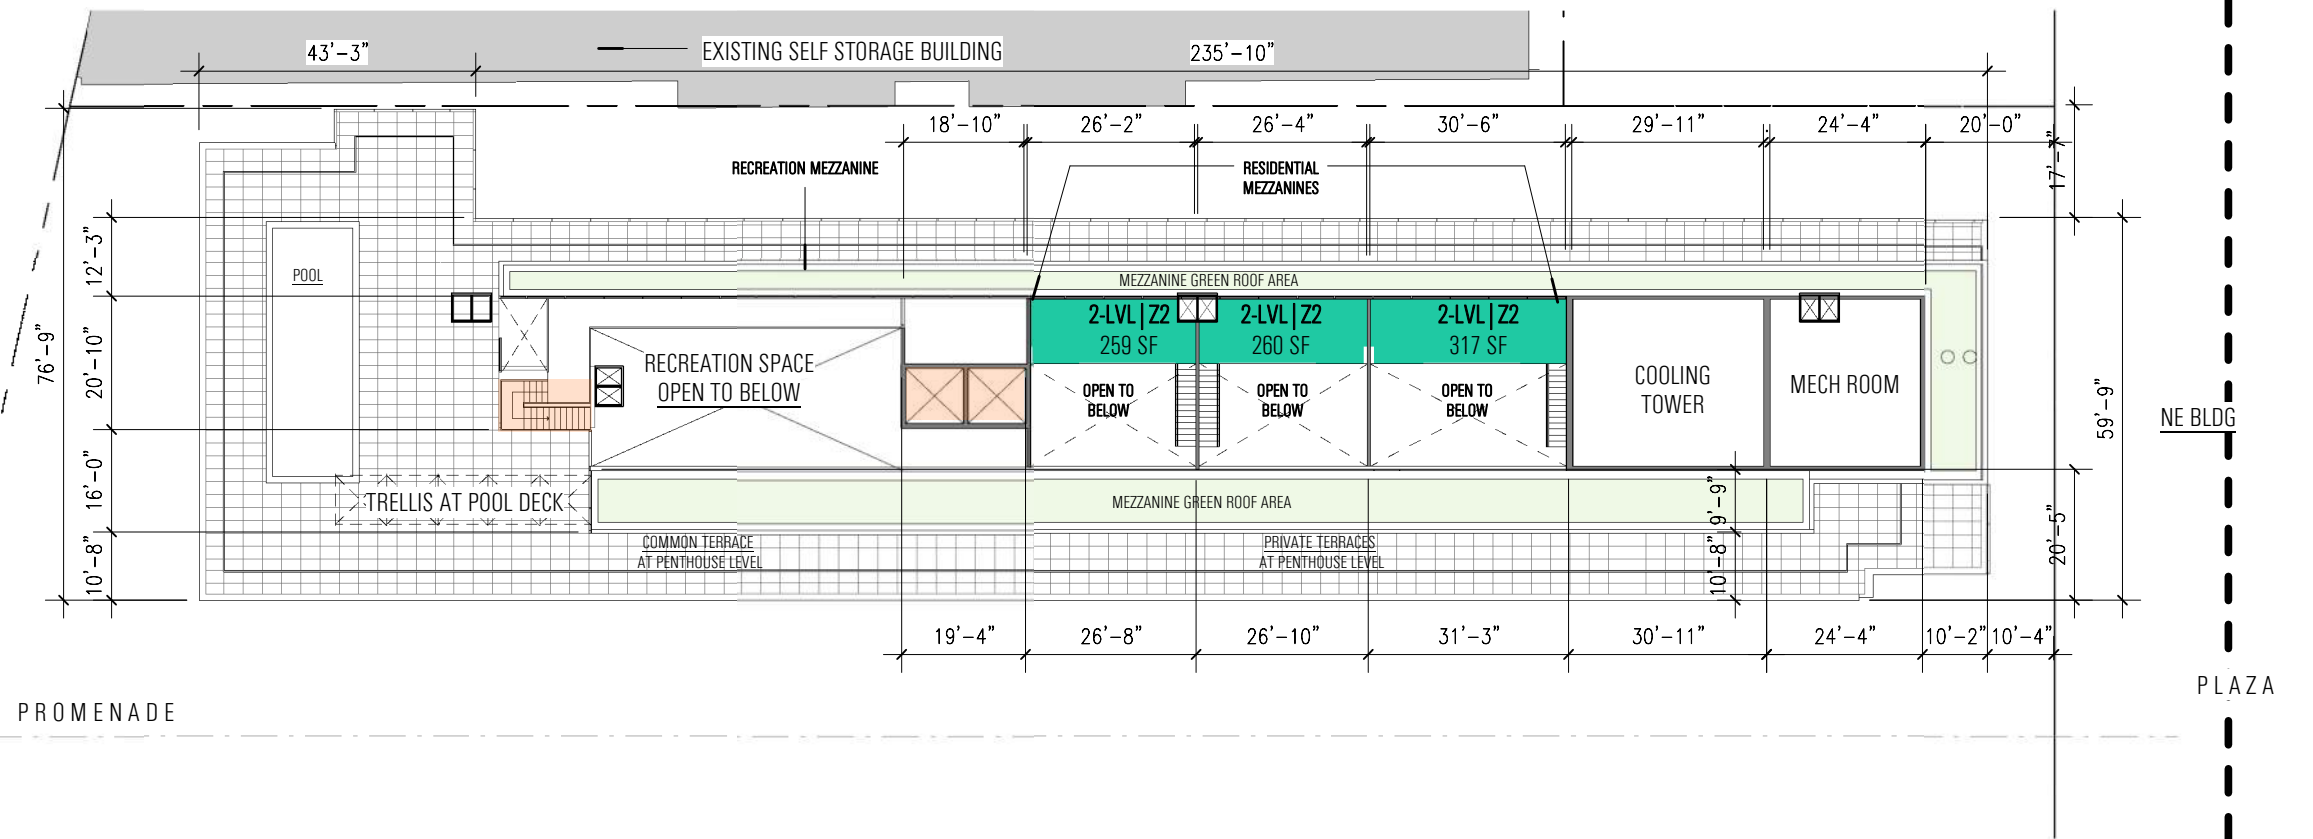 43'-3"
EXISTING SELF STORAGE BUILDING
235'-10"
18'-10"
26'-2"
26'-4"
30'-6"
29'-11"
24'-4"
20'-0"
17'-7"
RECREATION MEZZANINE
RESIDENTIAL
MEZZANINES
12'-3"
POOL
MEZZANINE GREEN ROOF AREA
76'-9"
20'-10"
2-LVL|Z2
259 SF
2-LVL|Z2
260 SF
2-LVL|Z2
317 SF
RECREATION SPACE
OPEN TO BELOW
OPEN TO
BELOW
OPEN TO
BELOW
OPEN TO
BELOW
COOLING
TOWER
MECH ROOM
59'-9"
NE BLDG
16'-0"
TRELLIS AT POOL DECK
MEZZANINE GREEN ROOF AREA
9'-9"
10'-8"
COMMON TERRACE
AT PENTHOUSE LEVEL
PRIVATE TERRACES
AT PENTHOUSE LEVEL
10'-8"
20'-5"
19'-4"
26'-8"
26'-10"
31'-3"
30'-11"
24'-4"
10'-2"
10'-4"
PLAZA
PROMENADE